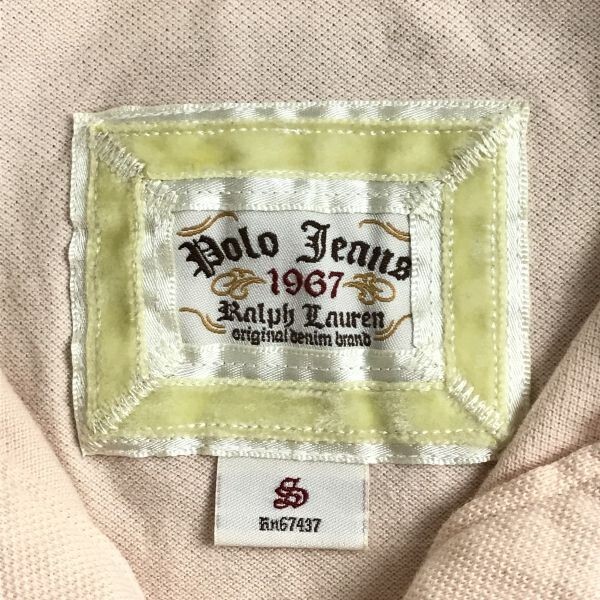 Polo Jeans
1967
Ralph Lauren
original denim brand
S
Rn67437